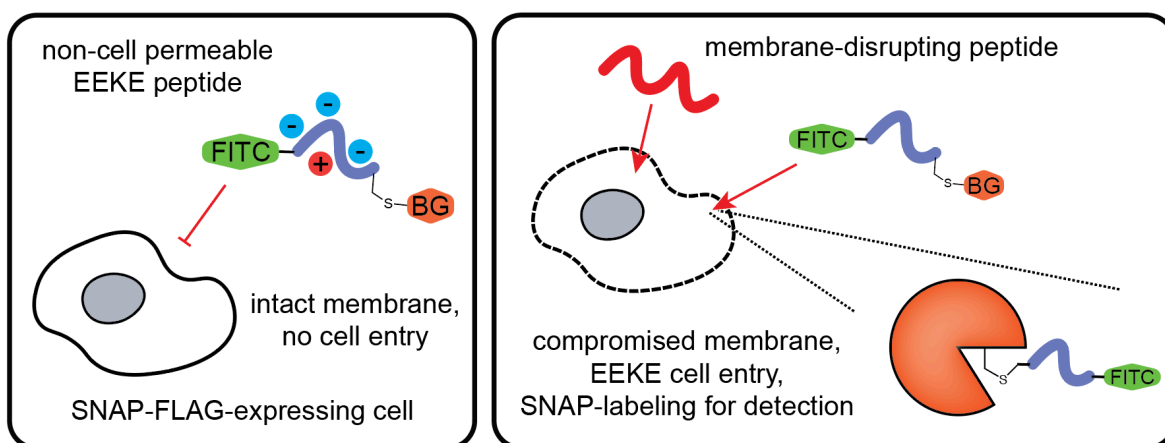 non-cell permeable
EEKE peptide
- - -
FITC
+
S
BG
intact membrane,
no cell entry
SNAP-FLAG-expressing cell
membrane-disrupting peptide
FITC
S
BG
compromised membrane,
EEKE cell entry,
SNAP-labeling for detection
S
FITC